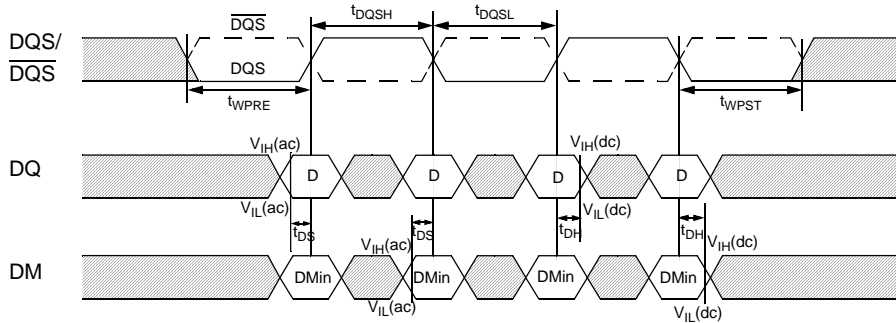 DQS tDQSH tDQSL
DQS/
DQS
DQS
tWPRE tWPST
VIH(ac) VIH(dc)
DQ D D D D
VIL(ac) VIL(dc)
tDS tDS tDH tDH
VIH(ac) VIH(dc)
DM DMin DMin DMin DMin
VIL(ac) VIL(dc)